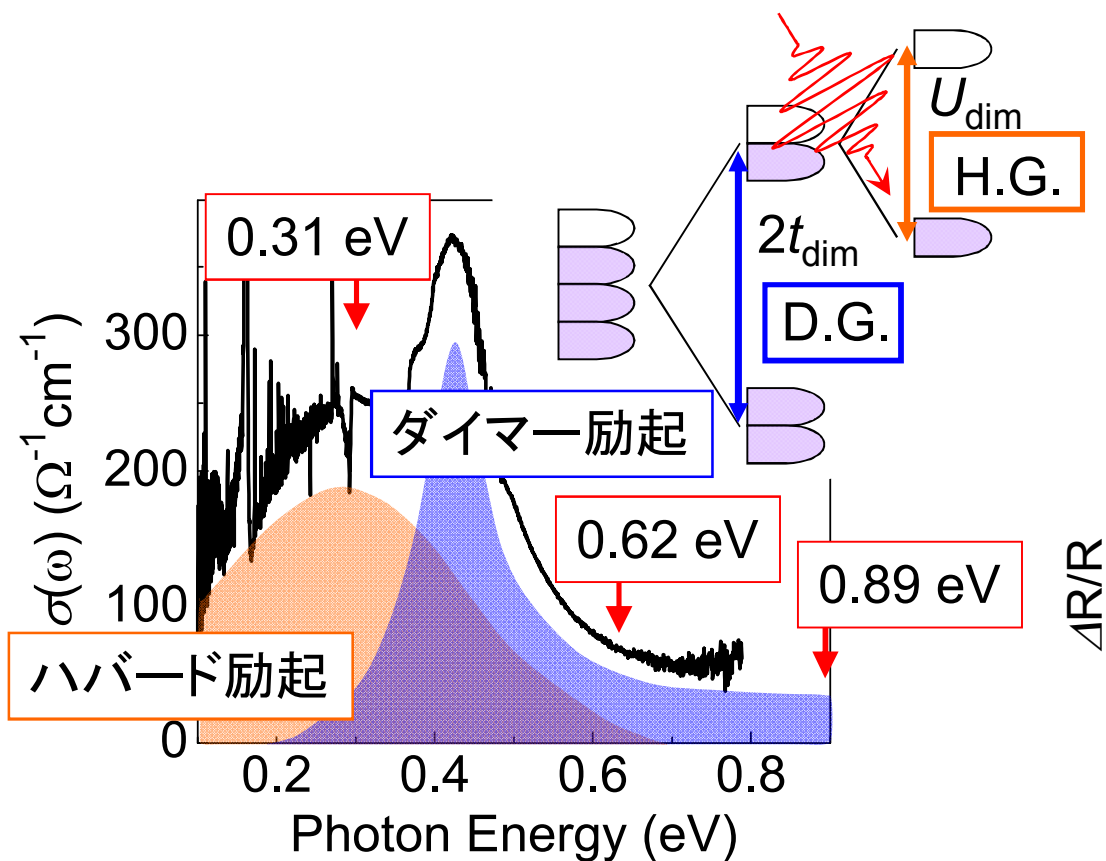 U_dim
H.G.
2t_dim
D.G.
0.31 eV
ダイマー励起
0.62 eV
0.89 eV
ハバード励起
σ(ω) (Ω⁻¹cm⁻¹)
300
200
100
0
0.2 0.4 0.6 0.8
Photon Energy (eV)
ΔR/R